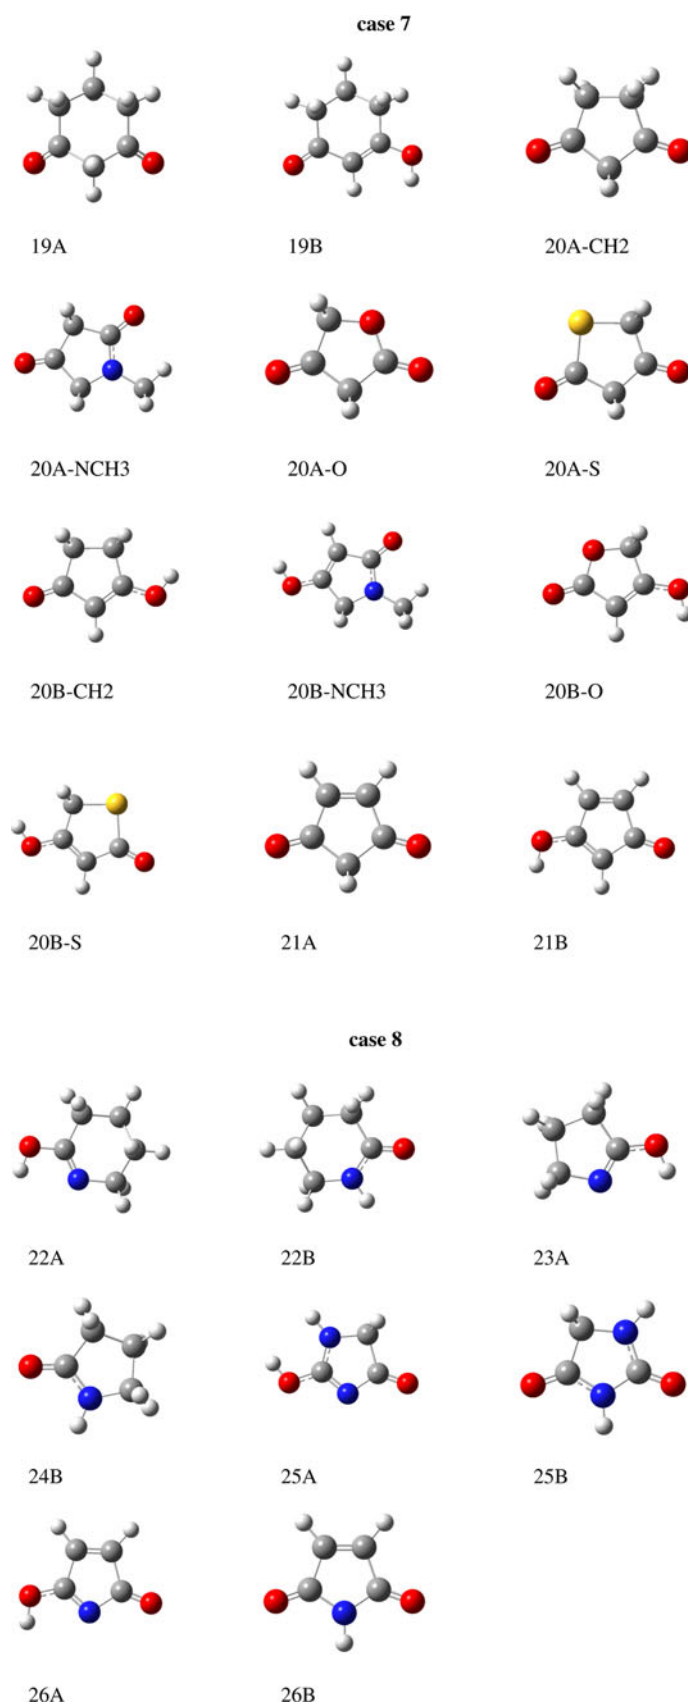 case 7
19A 19B 20A-CH2
20A-NCH3 20A-O 20A-S
20B-CH2 20B-NCH3 20B-O
20B-S 21A 21B
case 8
22A 22B 23A
24B 25A 25B
26A 26B